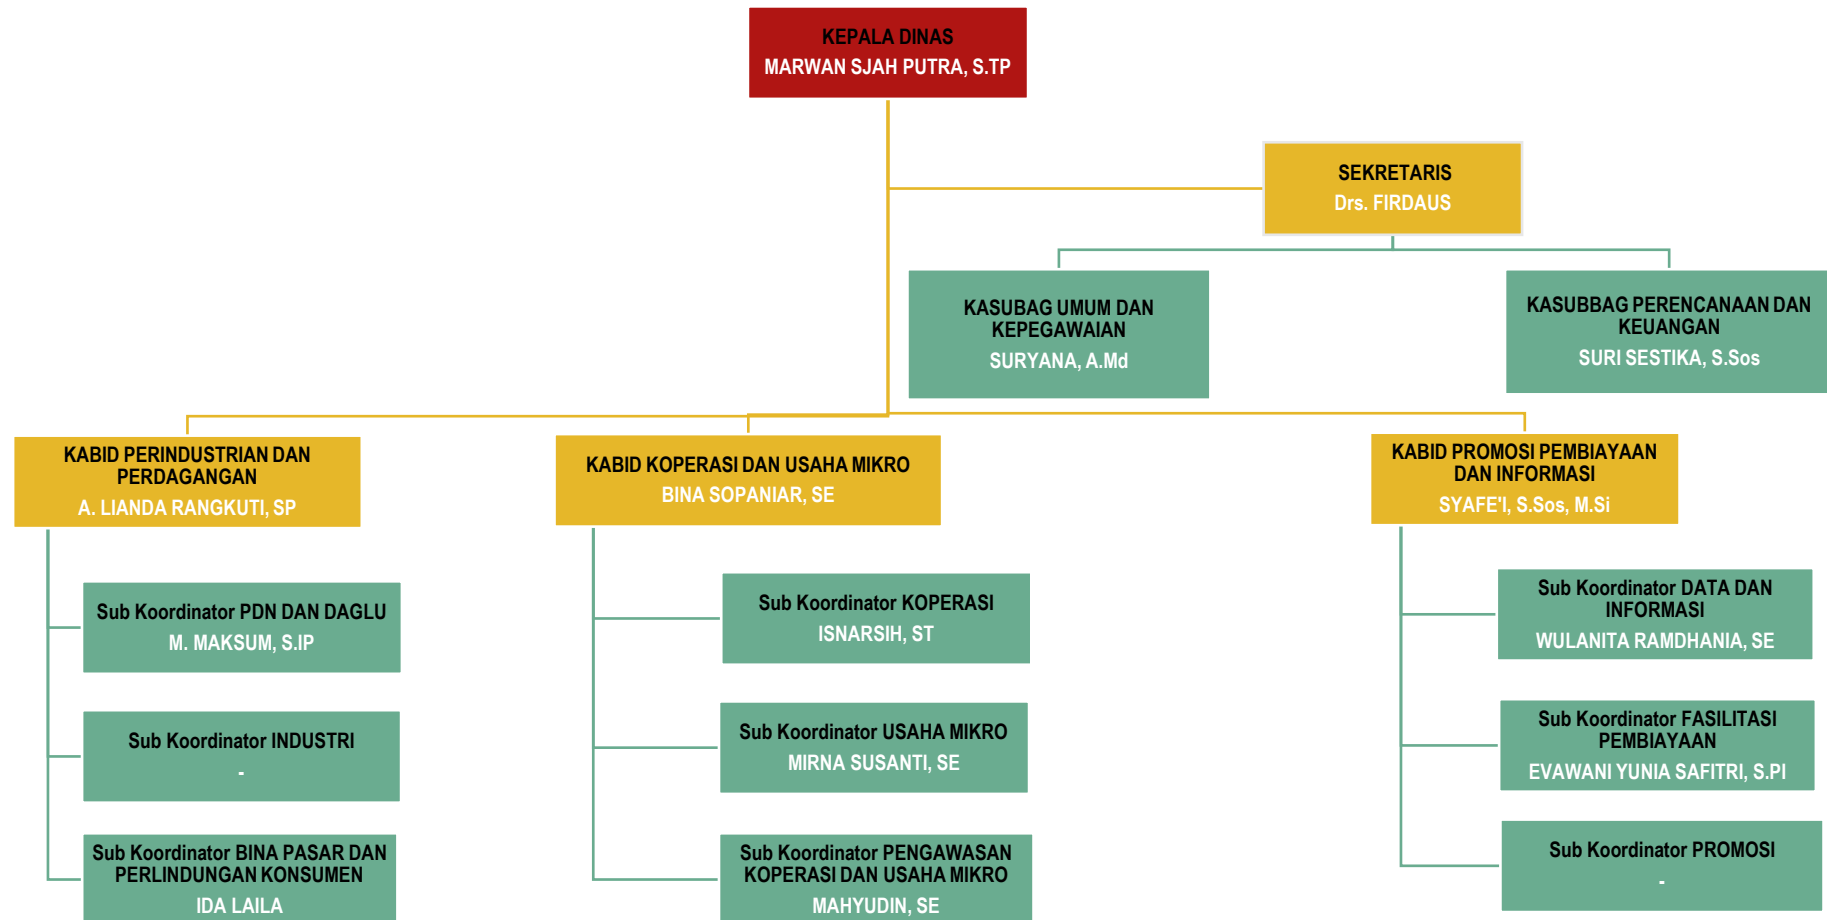 KEPALA DINAS
MARWAN SJAH PUTRA, S.TP
SEKRETARIS
Drs. FIRDAUS
KASUBAG UMUM DAN
KEPEGAWAIAN
SURYANA, A.Md
KASUBBAG PERENCANAAN DAN
KEUANGAN
SURI SESTIKA, S.Sos
KABID PERINDUSTRIAN DAN
PERDAGANGAN
A. LIANDA RANGKUTI, SP
KABID KOPERASI DAN USAHA MIKRO
BINA SOPANIAR, SE
KABID PROMOSI PEMBIAYAAN
DAN INFORMASI
SYAFE'I, S.Sos, M.Si
Sub Koordinator PDN DAN DAGLU
M. MAKSUM, S.IP
Sub Koordinator INDUSTRI
-
Sub Koordinator BINA PASAR DAN
PERLINDUNGAN KONSUMEN
IDA LAILA
Sub Koordinator KOPERASI
ISNARSIH, ST
Sub Koordinator USAHA MIKRO
MIRNA SUSANTI, SE
Sub Koordinator PENGAWASAN
KOPERASI DAN USAHA MIKRO
MAHYUDIN, SE
Sub Koordinator DATA DAN
INFORMASI
WULANITA RAMDHANIA, SE
Sub Koordinator FASILITASI
PEMBIAYAAN
EVAWANI YUNIA SAFITRI, S.PI
Sub Koordinator PROMOSI
-